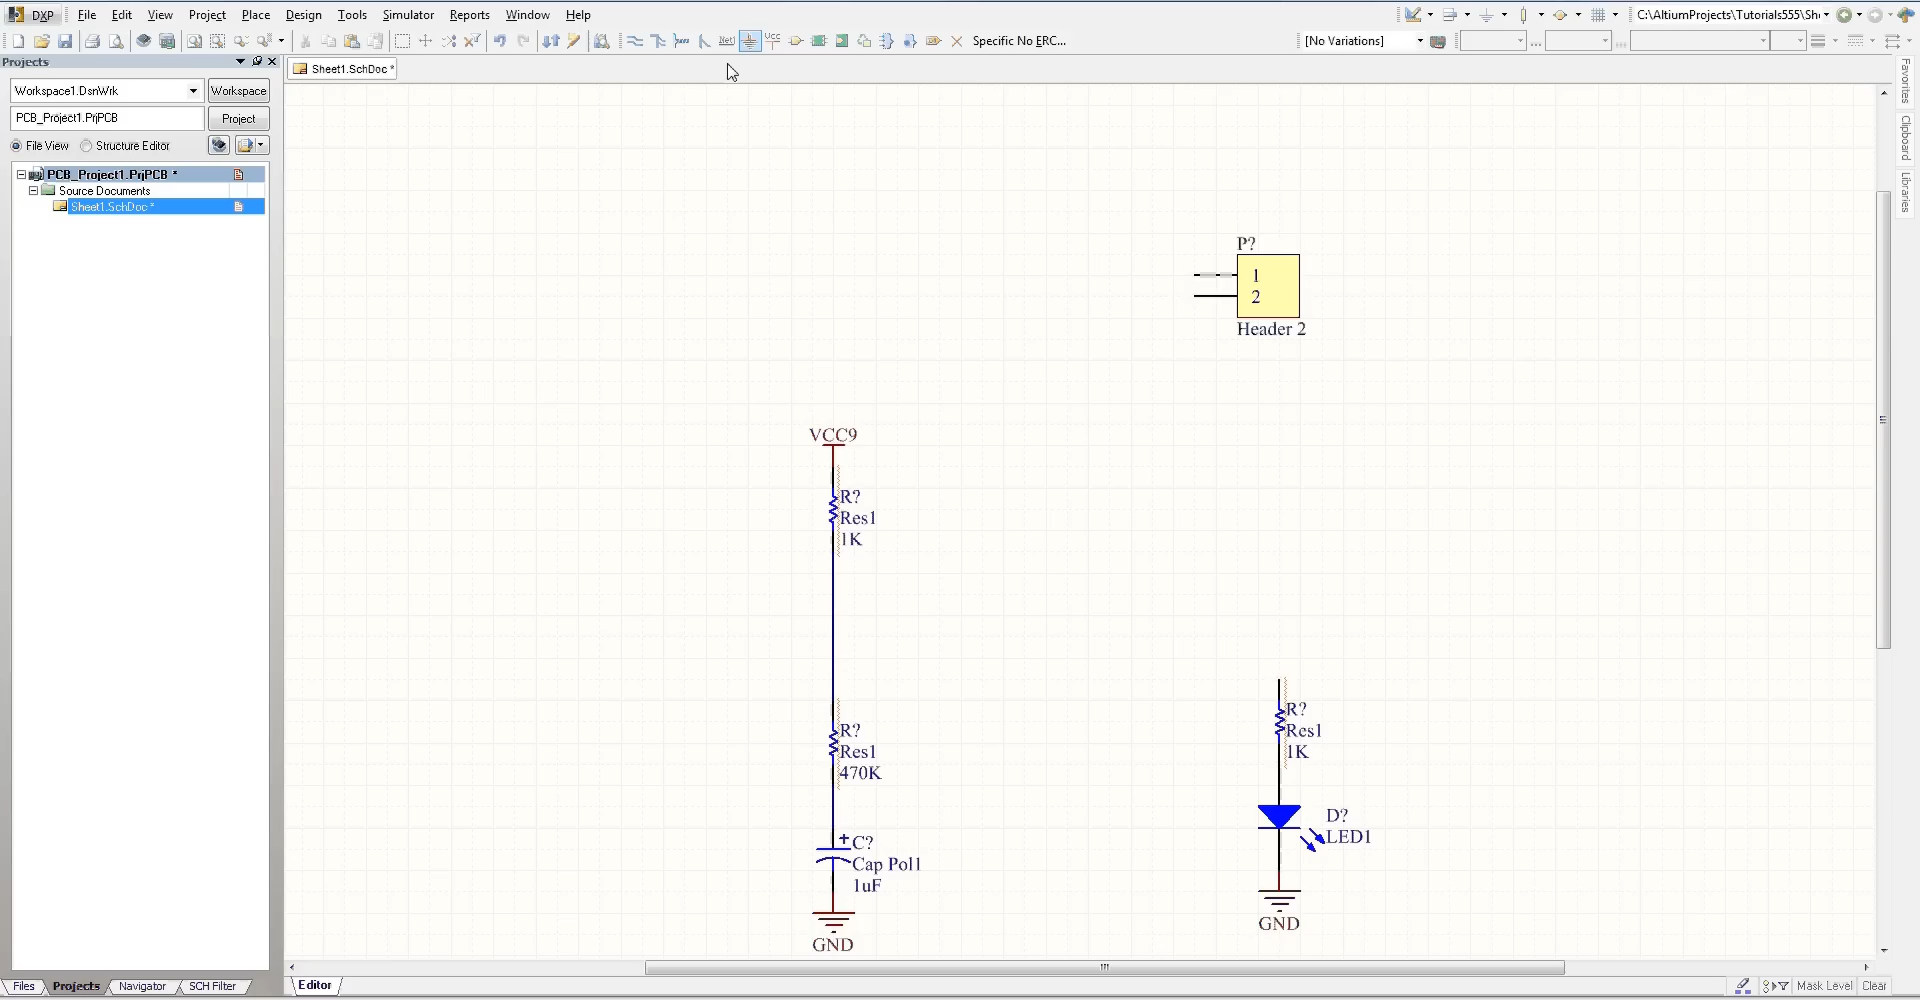 DXP File Edit View Project Place Design Tools Simulator Reports Window Help
C:\AltiumProjects\Tutorials555\Sh
Net Vcc Specific No ERC...
[No Variations]
Projects
Sheet1.SchDoc *
Workspace1.DsnWrk Workspace
PCB_Project1.PrjPCB Project
File View Structure Editor
PCB_Project1.PrjPCB *
Source Documents
Sheet1.SchDoc *
Favorites
Clipboard
Libraries
P?
1
2
Header 2
VCC9
R?
Res1
1K
R?
Res1
470K
+ C?
Cap Pol1
1uF
GND
R?
Res1
1K
D?
LED1
GND
Files Projects Navigator SCH Filter
Editor
Mask Level Clear